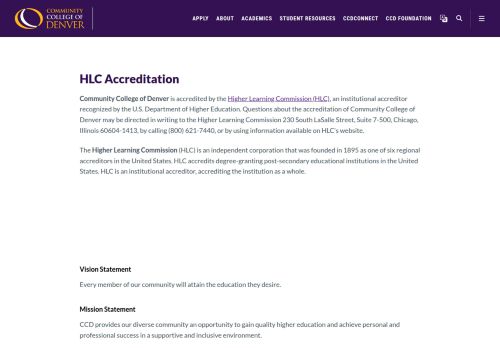 COMMUNITY
COLLEGE OF
DENVER
APPLY ABOUT ACADEMICS STUDENT RESOURCES CCDCONNECT CCD FOUNDATION
HLC Accreditation
Community College of Denver is accredited by the Higher Learning Commission (HLC), an institutional accreditor
recognized by the U.S. Department of Higher Education. Questions about the accreditation of Community College of
Denver may be directed in writing to the Higher Learning Commission 230 South LaSalle Street, Suite 7-500, Chicago,
Illinois 60604-1413, by calling (800) 621-7440, or by using information available on HLC's website.
The Higher Learning Commission (HLC) is an independent corporation that was founded in 1895 as one of six regional
accreditors in the United States. HLC accredits degree-granting post-secondary educational institutions in the United
States. HLC is an institutional accreditor, accrediting the institution as a whole.
Vision Statement
Every member of our community will attain the education they desire.
Mission Statement
CCD provides our diverse community an opportunity to gain quality higher education and achieve personal and
professional success in a supportive and inclusive environment.